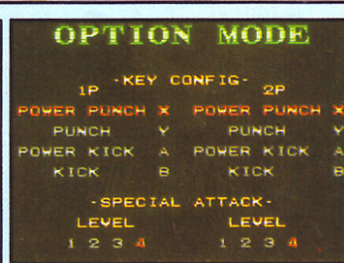 OPTION MODE
-KEY CONFIG-
1P 2P
POWER PUNCH X POWER PUNCH X
PUNCH Y PUNCH Y
POWER KICK A POWER KICK A
KICK B KICK B
-SPECIAL ATTACK-
LEVEL LEVEL
1 2 3 4 1 2 3 4